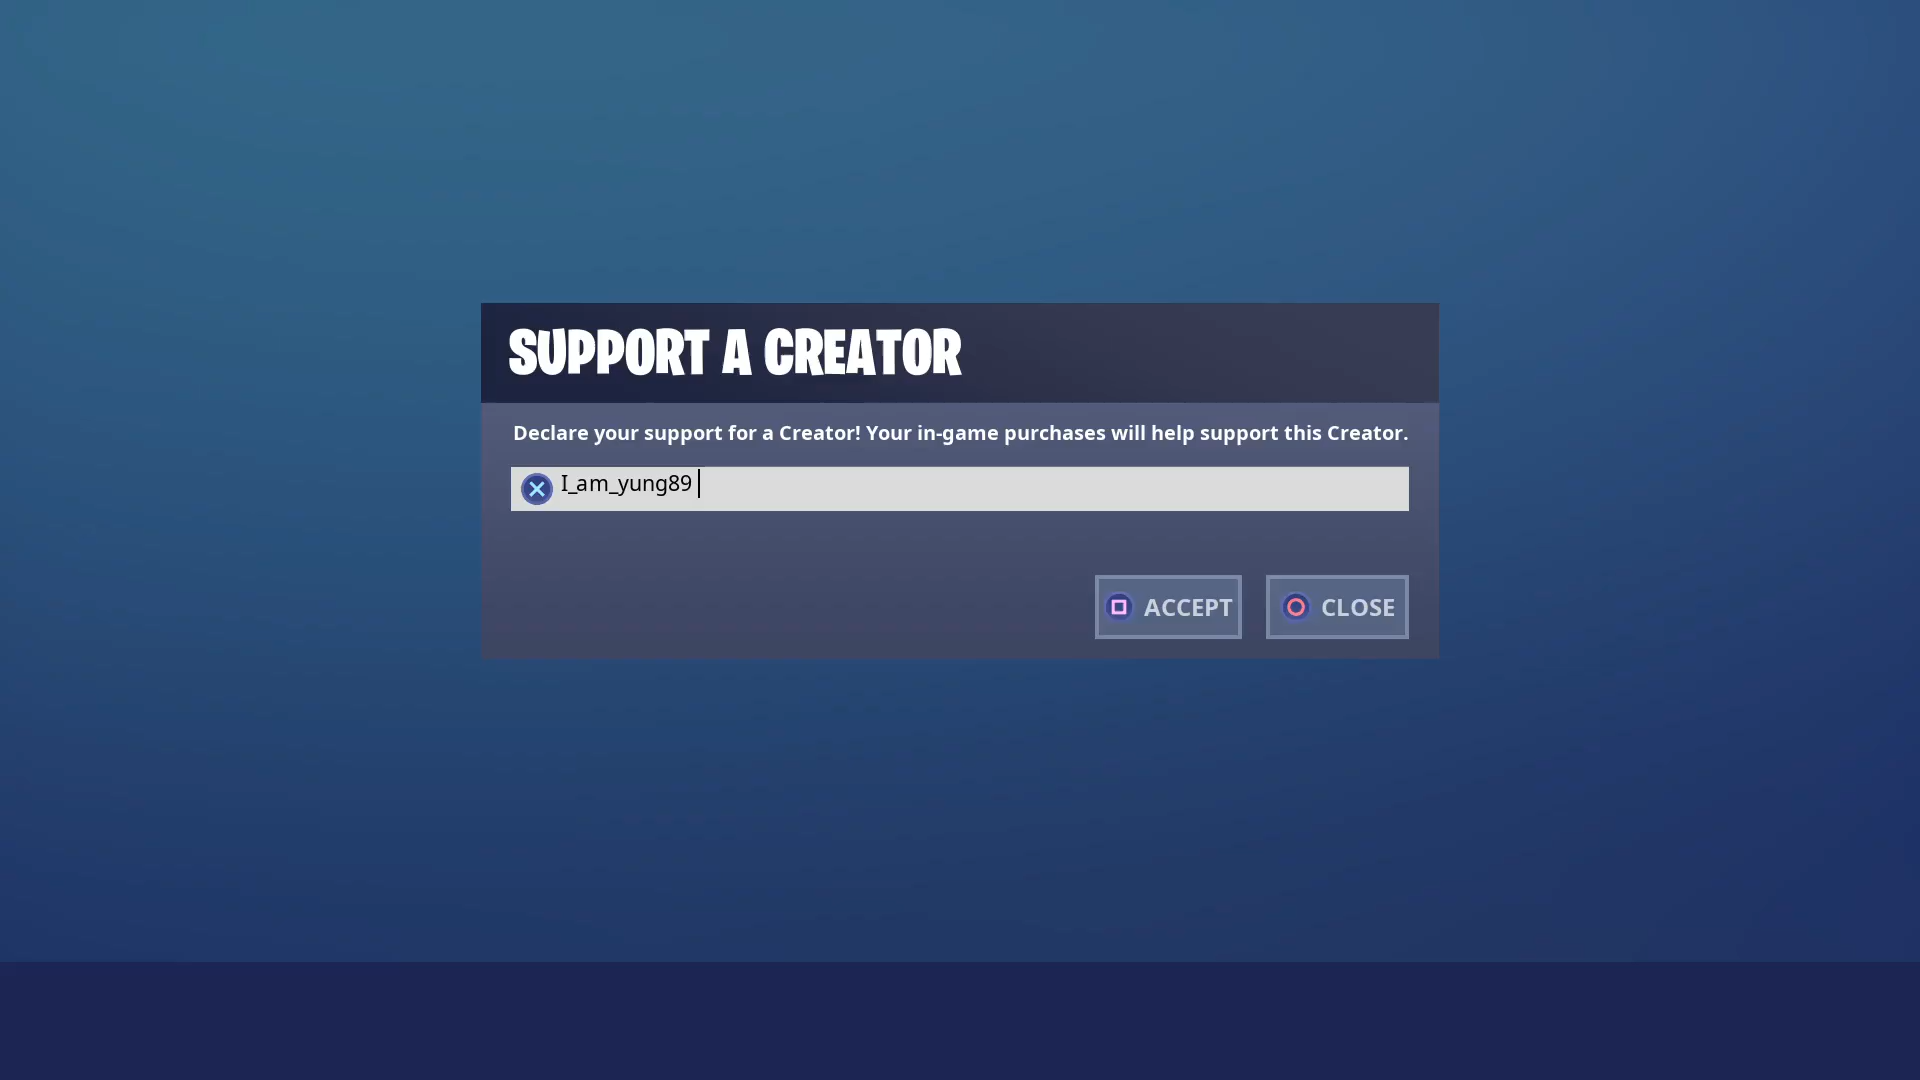 SUPPORT A CREATOR
Declare your support for a Creator! Your in-game purchases will help support this Creator.
I_am_yung89
ACCEPT
CLOSE